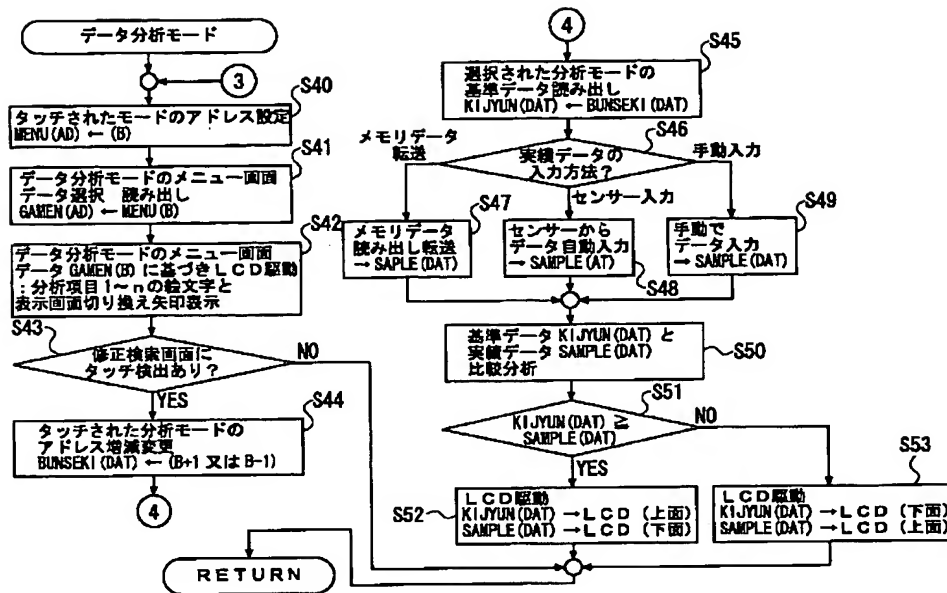 データ分析モード
3
S40
タッチされたモードのアドレス設定
MENU(AD) ← (B)
S41
データ分析モードのメニュー画面
データ選択 読み出し
GAMEN(AD) ← MENU(B)
S42
データ分析モードのメニュー画面
データ GAMEN(B) に基づきLCD駆動
:分析項目1~nの絵文字と
表示画面切り換え矢印表示
S43
修正検索画面に
タッチ検出あり?
NO
YES
S44
タッチされた分析モードの
アドレス増減変更
BUNSEKI(DAT) ← (B+1 又は B-1)
4
RETURN
4
S45
選択された分析モードの
基準データ読み出し
KIJYUN(DAT) ← BUNSEKI(DAT)
S46
実績データの
入力方法?
メモリデータ
転送
センサー入力
手動入力
S47
メモリデータ
読み出し転送
→ SAPLE(DAT)
センサーから
データ自動入力
→ SAMPLE(AT)
S48
S49
手動で
データ入力
→ SAMPLE(DAT)
基準データ KIJYUN(DAT) と
実績データ SAMPLE(DAT)
比較分析
S50
S51
KIJYUN(DAT) ≧
SAMPLE(DAT)
NO
YES
S52
LCD駆動
KIJYUN(DAT) →LCD (上面)
SAMPLE(DAT) →LCD (下面)
S53
LCD駆動
KIJYUN(DAT) →LCD (下面)
SAMPLE(DAT) →LCD (上面)